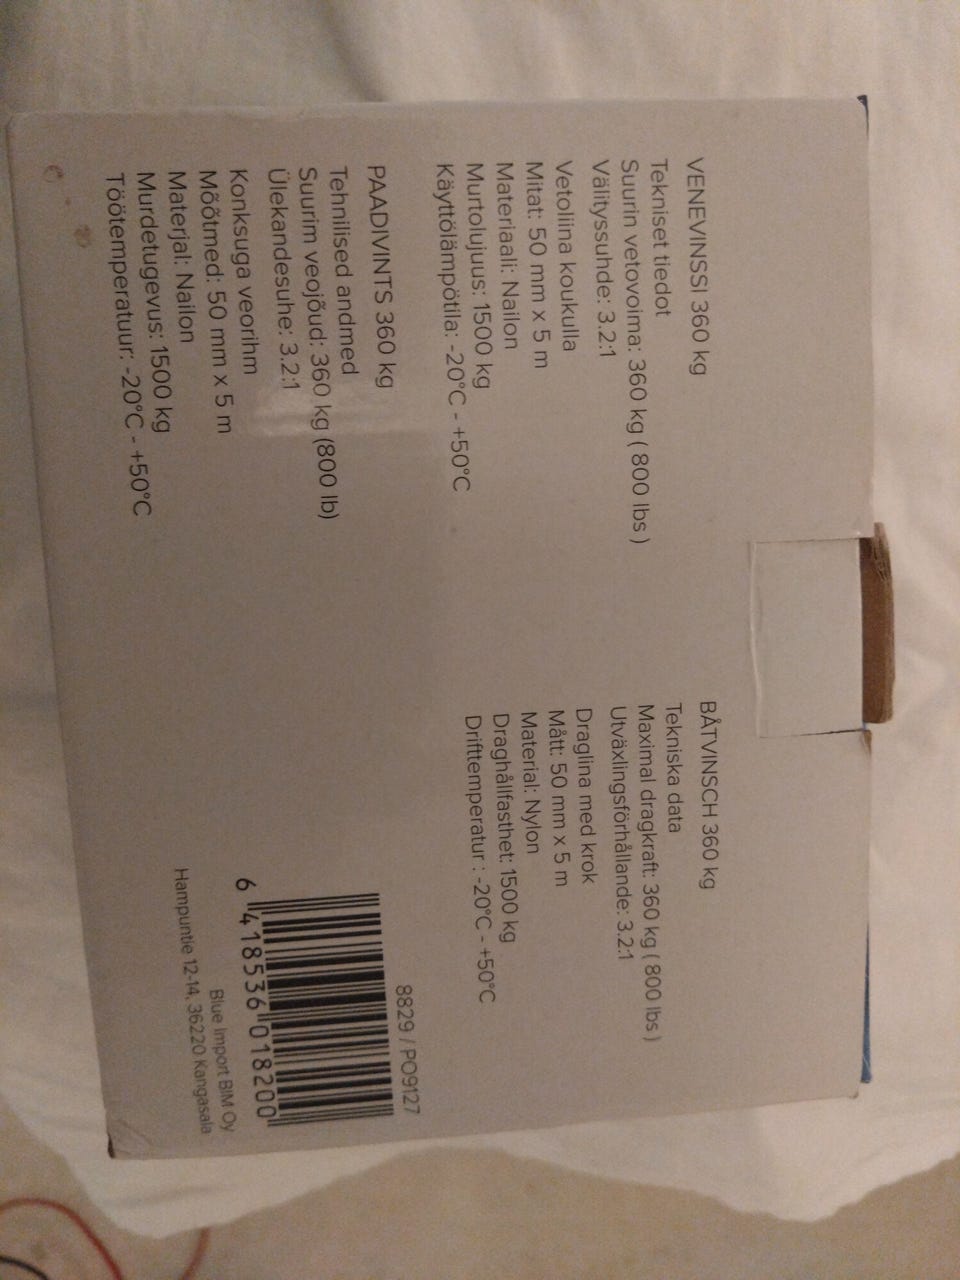 VENEVINSSI 360 kg
Tekniset tiedot
Suurin vetovoima: 360 kg ( 800 lbs )
Välityssuhde: 3.2:1
Vetoliina koukulla
Mitat: 50 mm x 5 m
Materiaali: Nailon
Murtolujuus: 1500 kg
Käyttölämpötila: -20°C - +50°C
PAADIVINTS 360 kg
Tehnilised andmed
Suurim veojõud: 360 kg (800 lb)
Ülekandesuhe: 3.2:1
Konksuga veorihm
Mõõtmed: 50 mm x 5 m
Materjal: Nailon
Murdetugevus: 1500 kg
Töötemperatuur: -20°C - +50°C
BÅTVINSCH 360 kg
Tekniska data
Maximal dragkraft: 360 kg ( 800 lbs )
Utväxlingsförhållande: 3.2:1
Draglina med krok
Mått: 50 mm x 5 m
Material: Nylon
Draghållfasthet: 1500 kg
Drifttemperatur : -20°C - +50°C
8829 / PO9127
6 418536 018200
Blue Import BIM Oy
Hampuntie 12-14, 36220 Kangasala